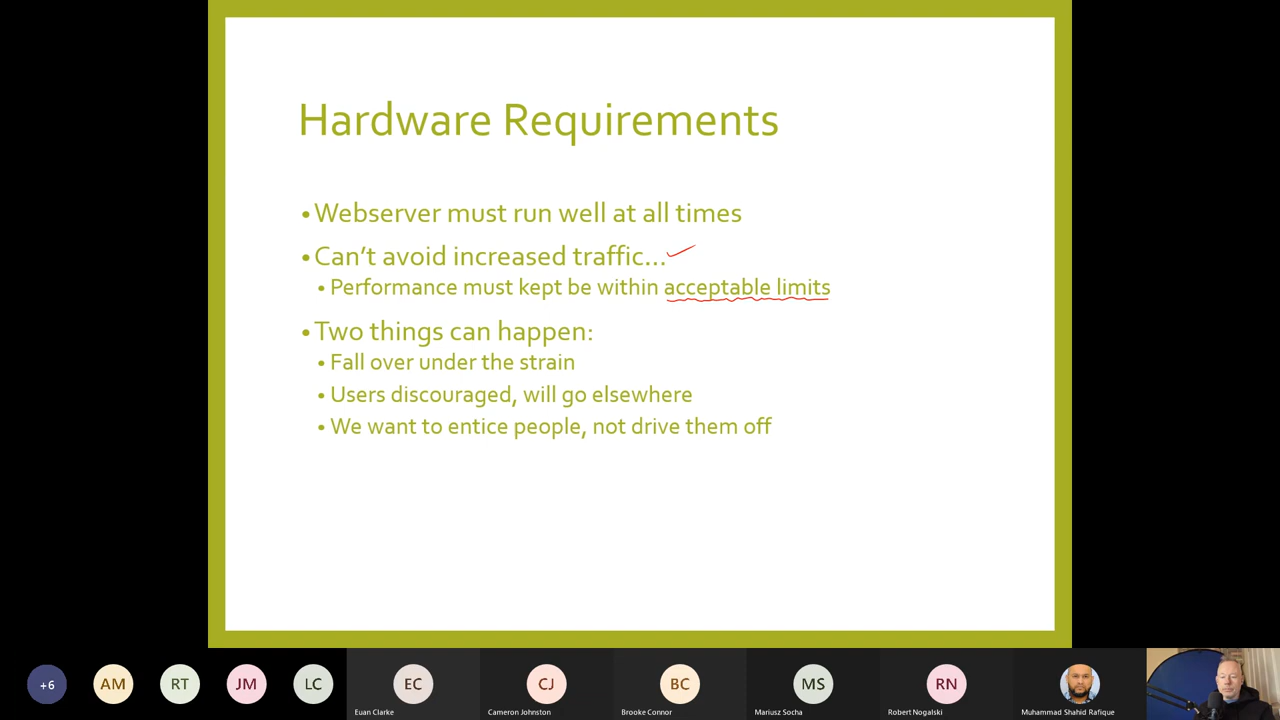 Hardware Requirements
•Webserver must run well at all times
•Can't avoid increased traffic...
•Performance must kept be within acceptable limits
•Two things can happen:
•Fall over under the strain
•Users discouraged, will go elsewhere
•We want to entice people, not drive them off
+6
AM
RT
JM
LC
EC
CJ
BC
MS
RN
Euan Clarke
Cameron Johnston
Brooke Connor
Mariusz Socha
Robert Nogalski
Muhammad Shahid Rafique